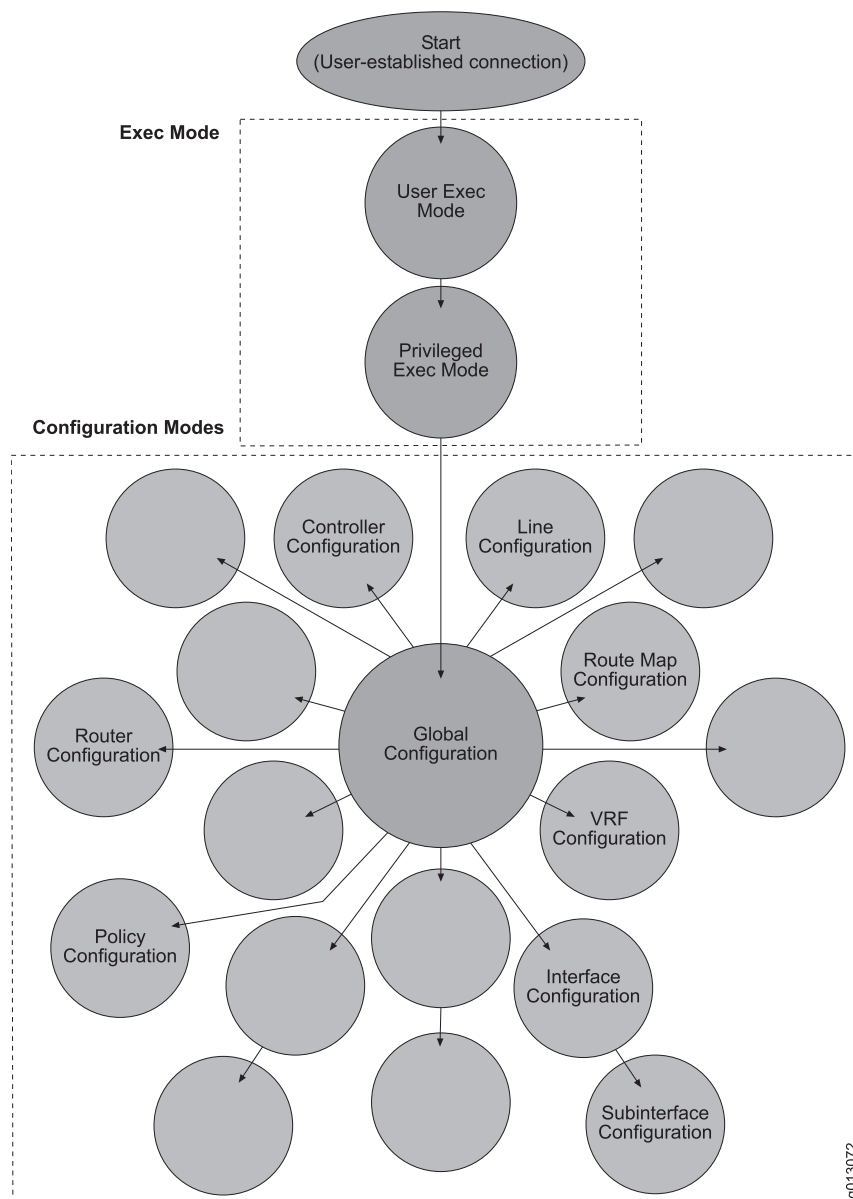 Start
(User-established connection)
Exec Mode
User Exec
Mode
Privileged
Exec Mode
Configuration Modes
Controller
Configuration
Line
Configuration
Route Map
Configuration
Router
Configuration
Global
Configuration
VRF
Configuration
Policy
Configuration
Interface
Configuration
Subinterface
Configuration
g013072